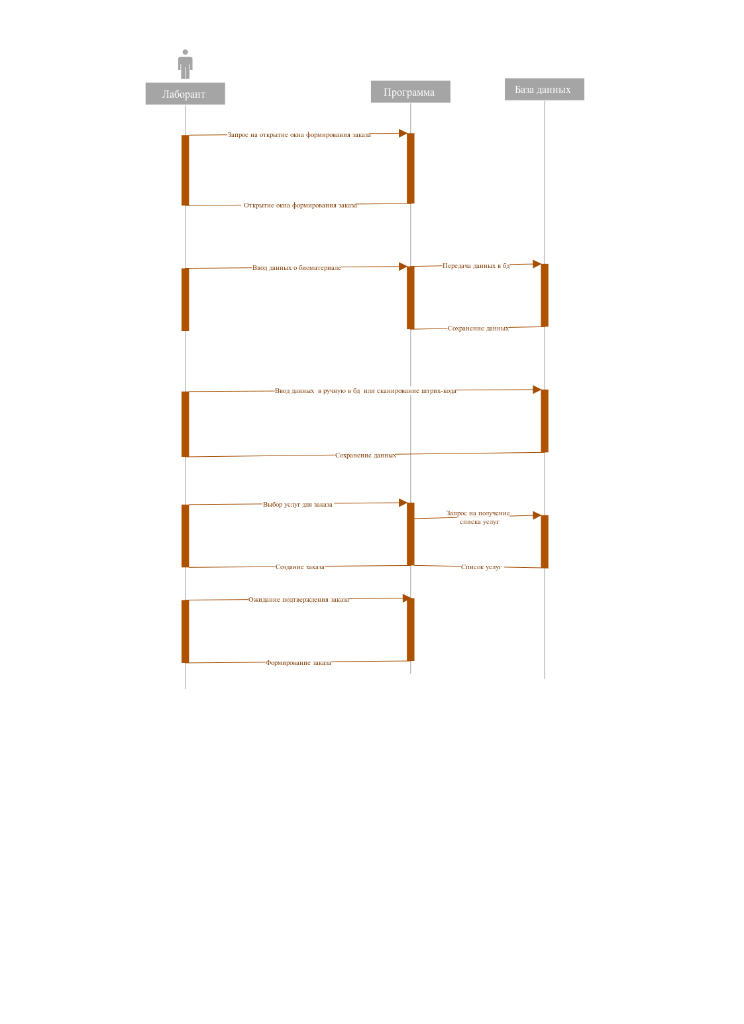 Лаборант
Программа
База данных
Запрос на открытие окна формирования заказа
Открытие окна формирования заказа
Ввод данных о биоматериале
Передача данных в бд
Сохранение данных
Ввод данных в ручную в бд или сканирование штрих-кода
Сохранение данных
Выбор услуг для заказа
Запрос на получение
списка услуг
Создание заказа
Список услуг
Ожидание подтверждения заказа
Формирование заказа